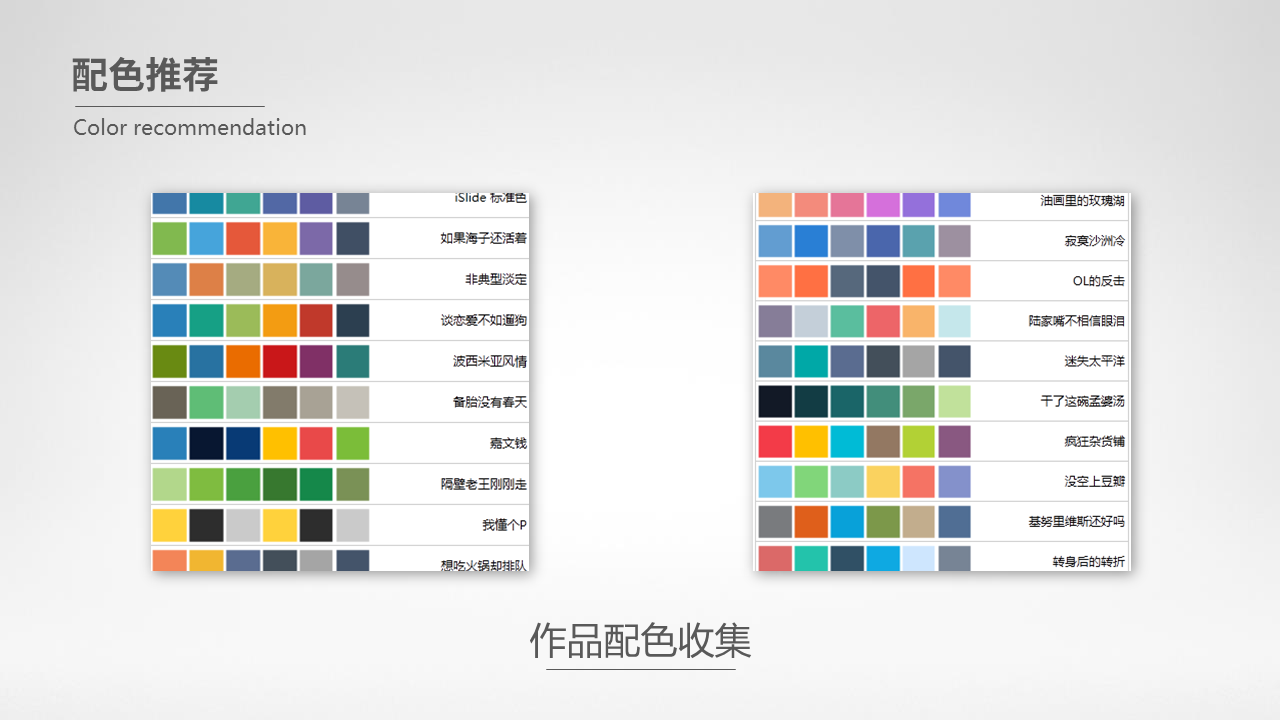 配色推荐
Color recommendation
iSlide 标准色
如果海子还活着
非典型淡定
谈恋爱不如遛狗
波西米亚风情
备胎没有春天
嘉文钱
隔壁老王刚刚走
我懂个P
想吃火锅却排队
油画里的玫瑰湖
寂寞沙洲冷
OL的反击
陆家嘴不相信眼泪
迷失太平洋
干了这碗孟婆汤
疯狂杂货铺
没空上豆瓣
基努里维斯还好吗
转身后的转折
作品配色收集